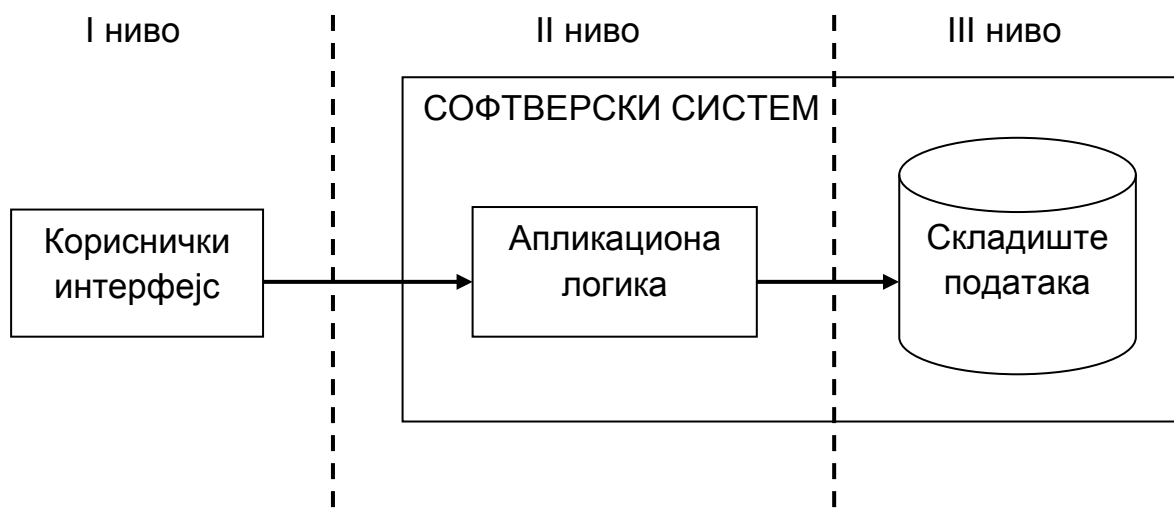 I ниво
II ниво
III ниво
СОФТВЕРСКИ СИСТЕМ
Кориснички
интерфејс
Апликациона
логика
Складиште
података